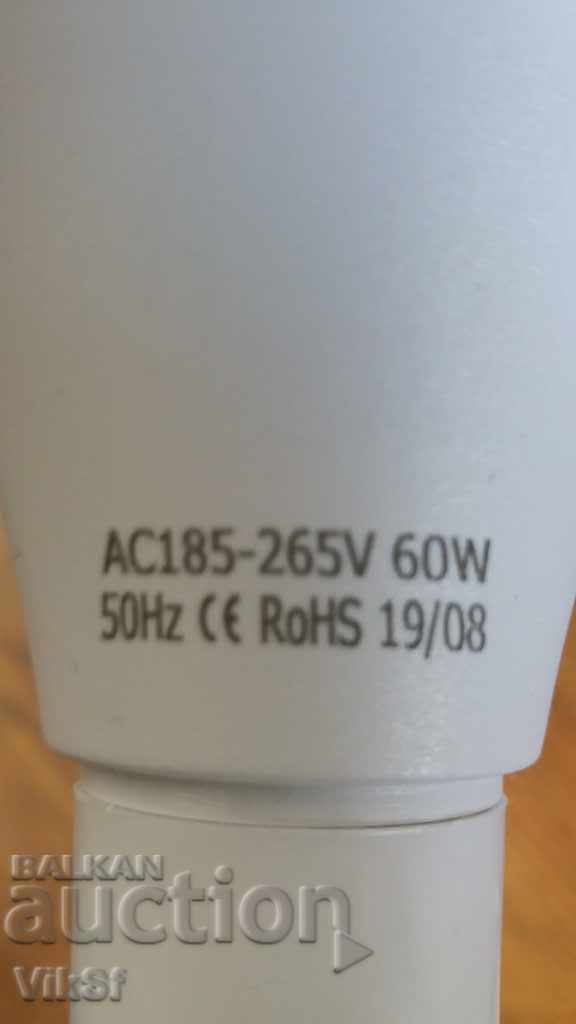 AC185-265V 60W
50Hz CE RoHS 19/08
BALKAN
auction
VikSf